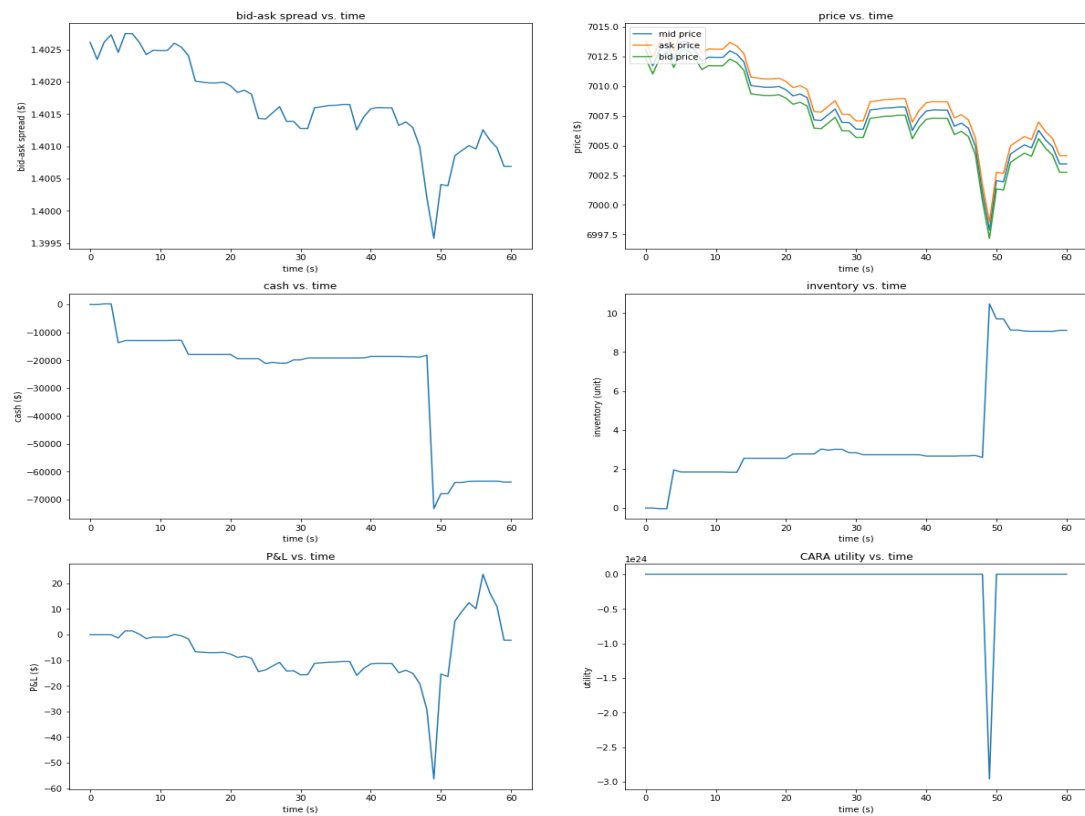 bid-ask spread vs. time
1.4025
1.4020
1.4015
1.4010
1.4005
1.4000
1.3995
bid-ask spread ($)
0 10 20 30 40 50 60
time (s)
price vs. time
mid price
ask price
bid price
7015.0
7012.5
7010.0
7007.5
7005.0
7002.5
7000.0
6997.5
price ($)
0 10 20 30 40 50 60
time (s)
cash vs. time
0
−10000
−20000
−30000
−40000
−50000
−60000
−70000
cash ($)
0 10 20 30 40 50 60
time (s)
inventory vs. time
10
8
6
4
2
0
inventory (unit)
0 10 20 30 40 50 60
time (s)
P&L vs. time
20
10
0
−10
−20
−30
−40
−50
−60
P&L ($)
0 10 20 30 40 50 60
time (s)
CARA utility vs. time
1e24
0.0
−0.5
−1.0
−1.5
−2.0
−2.5
−3.0
utility
0 10 20 30 40 50 60
time (s)